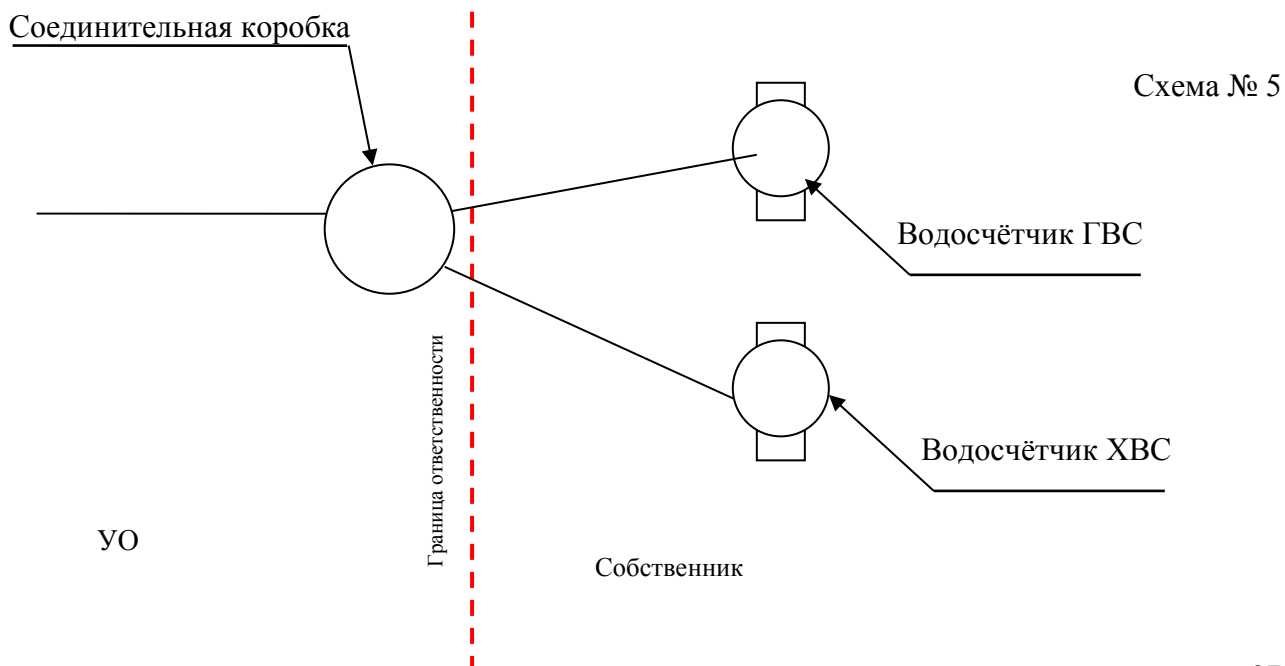 Соединительная коробка
Схема № 5
Водосчётчик ГВС
Граница ответственности
Водосчётчик ХВС
УО
Собственник